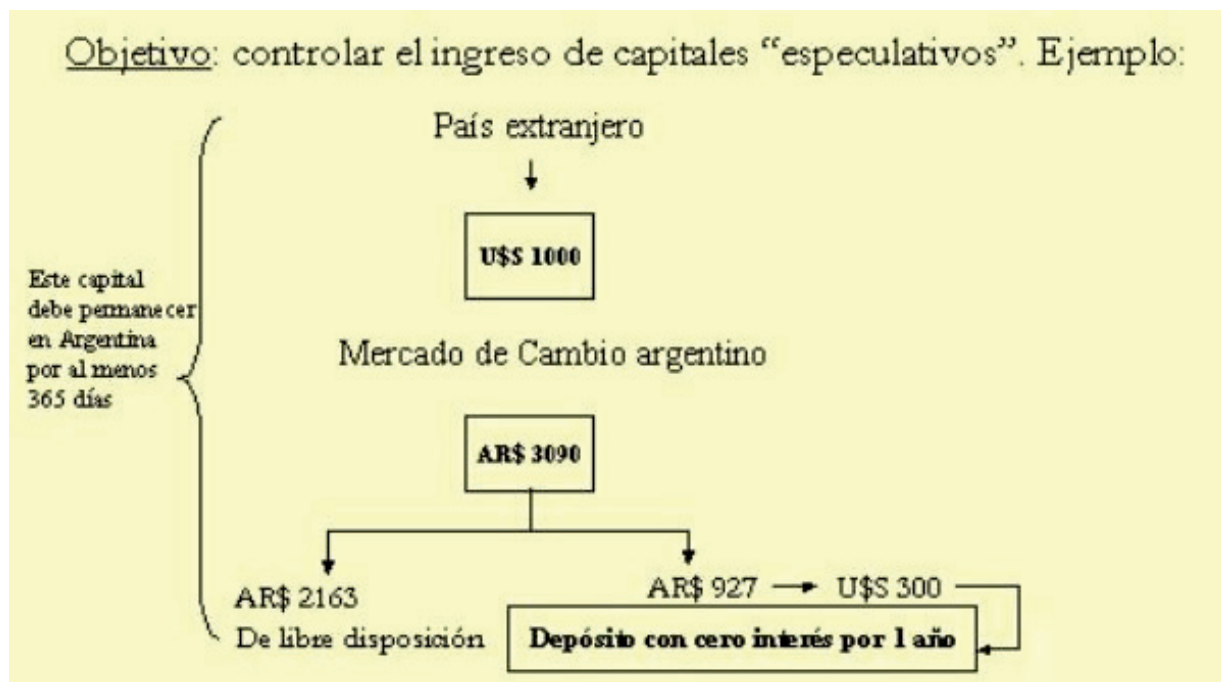 Objetivo: controlar el ingreso de capitales “especulativos”. Ejemplo:
País extranjero
U$S 1000
Este capital
debe permanecer
en Argentina
por al menos
365 días
Mercado de Cambio argentino
AR$ 3090
AR$ 2163
De libre disposición
AR$ 927 U$S 300
Depósito con cero interés por 1 año